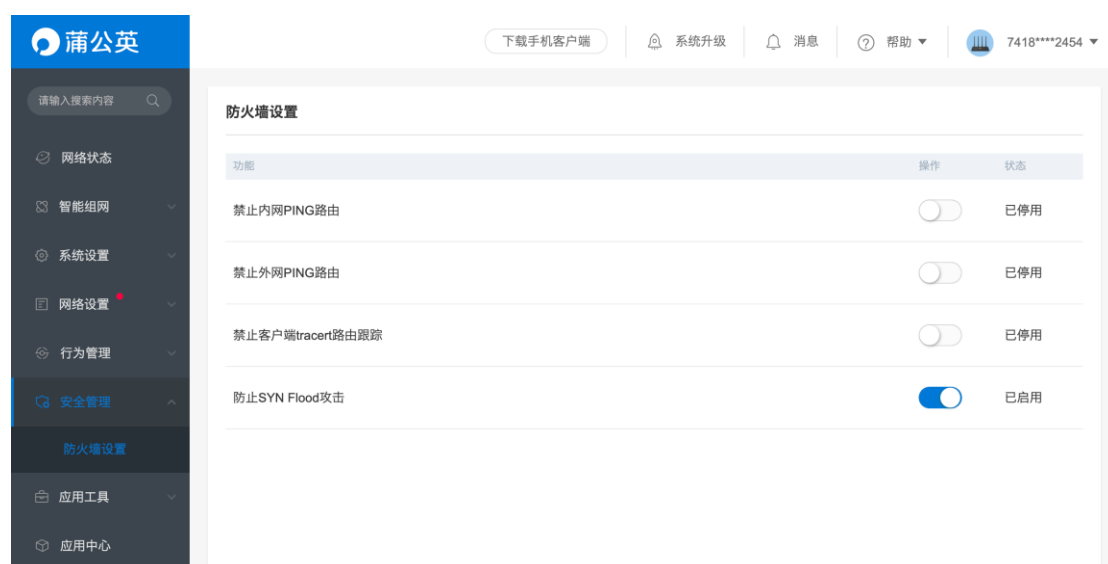 蒲公英
下载手机客户端
系统升级
消息
帮助
7418****2454
请输入搜索内容
网络状态
智能组网
系统设置
网络设置
行为管理
安全管理
防火墙设置
应用工具
应用中心
防火墙设置
功能 操作 状态
禁止内网PING路由 已停用
禁止外网PING路由 已停用
禁止客户端tracert路由跟踪 已停用
防止SYN Flood攻击 已启用